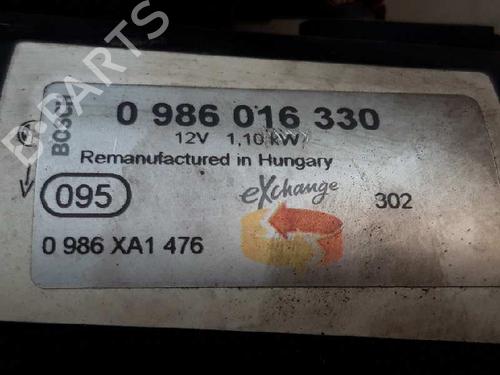 B-PARTS
BOSCH
0 986 016 330
12V 1,10 kW
Remanufactured in Hungary
095
eXchange
302
0 986 XA1 476